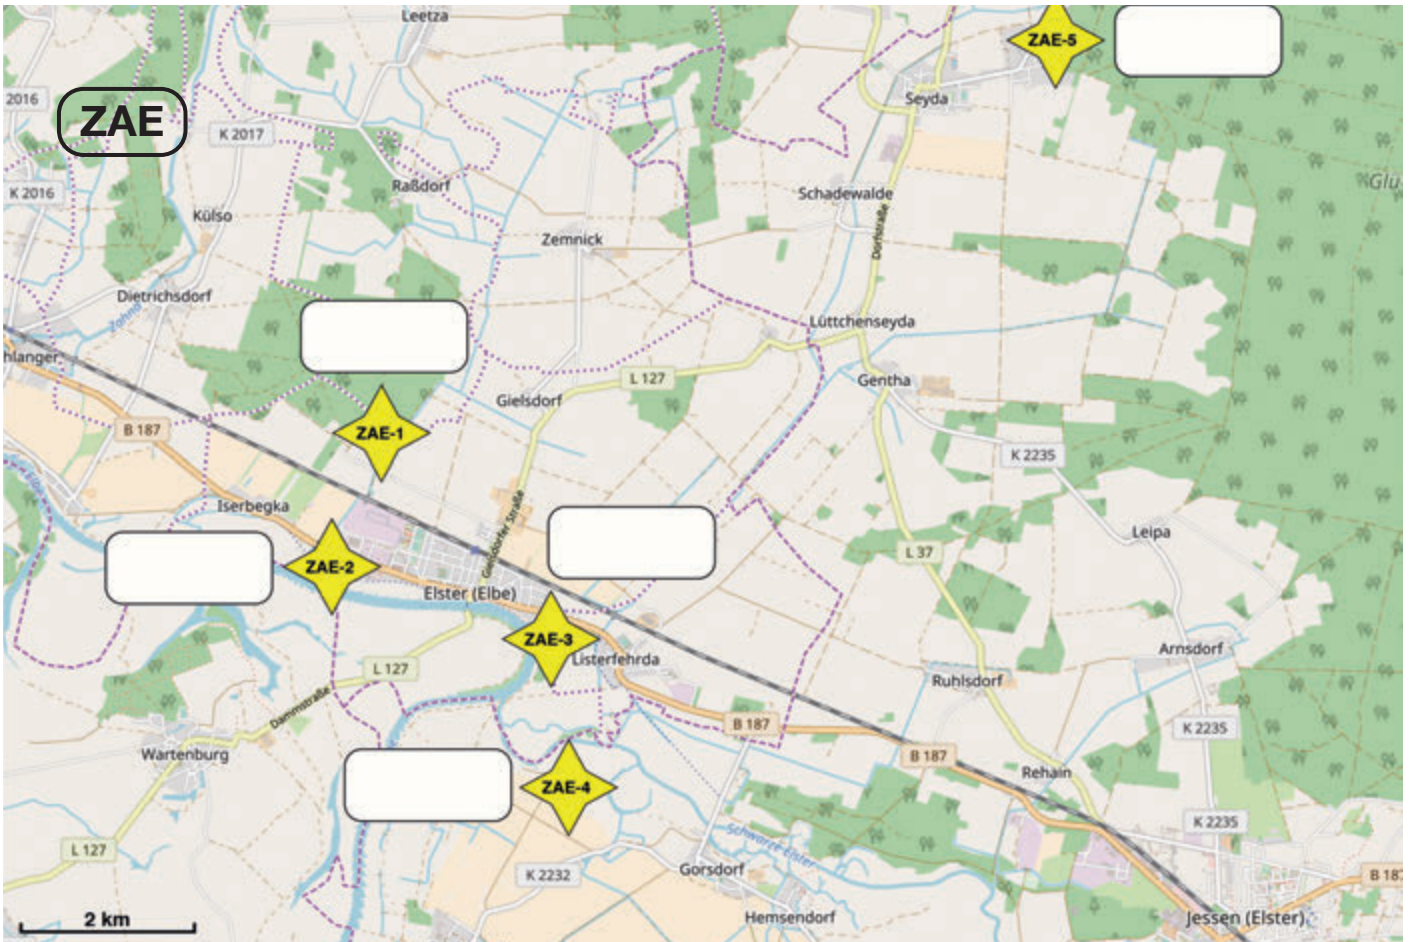 Leetza
ZAE-5
2016
Seyda
ZAE
K 2017
Glü
Raßdorf
K 2016
Schadewalde
Külso
Dorfstraße
Zemnick
Dietrichsdorf
Zahna
Lüttchenseyda
hlanger
L 127
Gentha
Gielsdorf
B 187
ZAE-1
K 2235
Iserbegka
Gielsdorfer Straße
Leipa
L 37
ZAE-2
Elster (Elbe)
ZAE-3
Listerfehrda
Arnsdorf
L 127
Ruhlsdorf
Dammstraße
B 187
K 2235
Wartenburg
B 187
Rehain
ZAE-4
K 2235
Schwarze Elster
L 127
Gorsdorf
K 2232
B 187
2 km
Hemsendorf
Jessen (Elster)